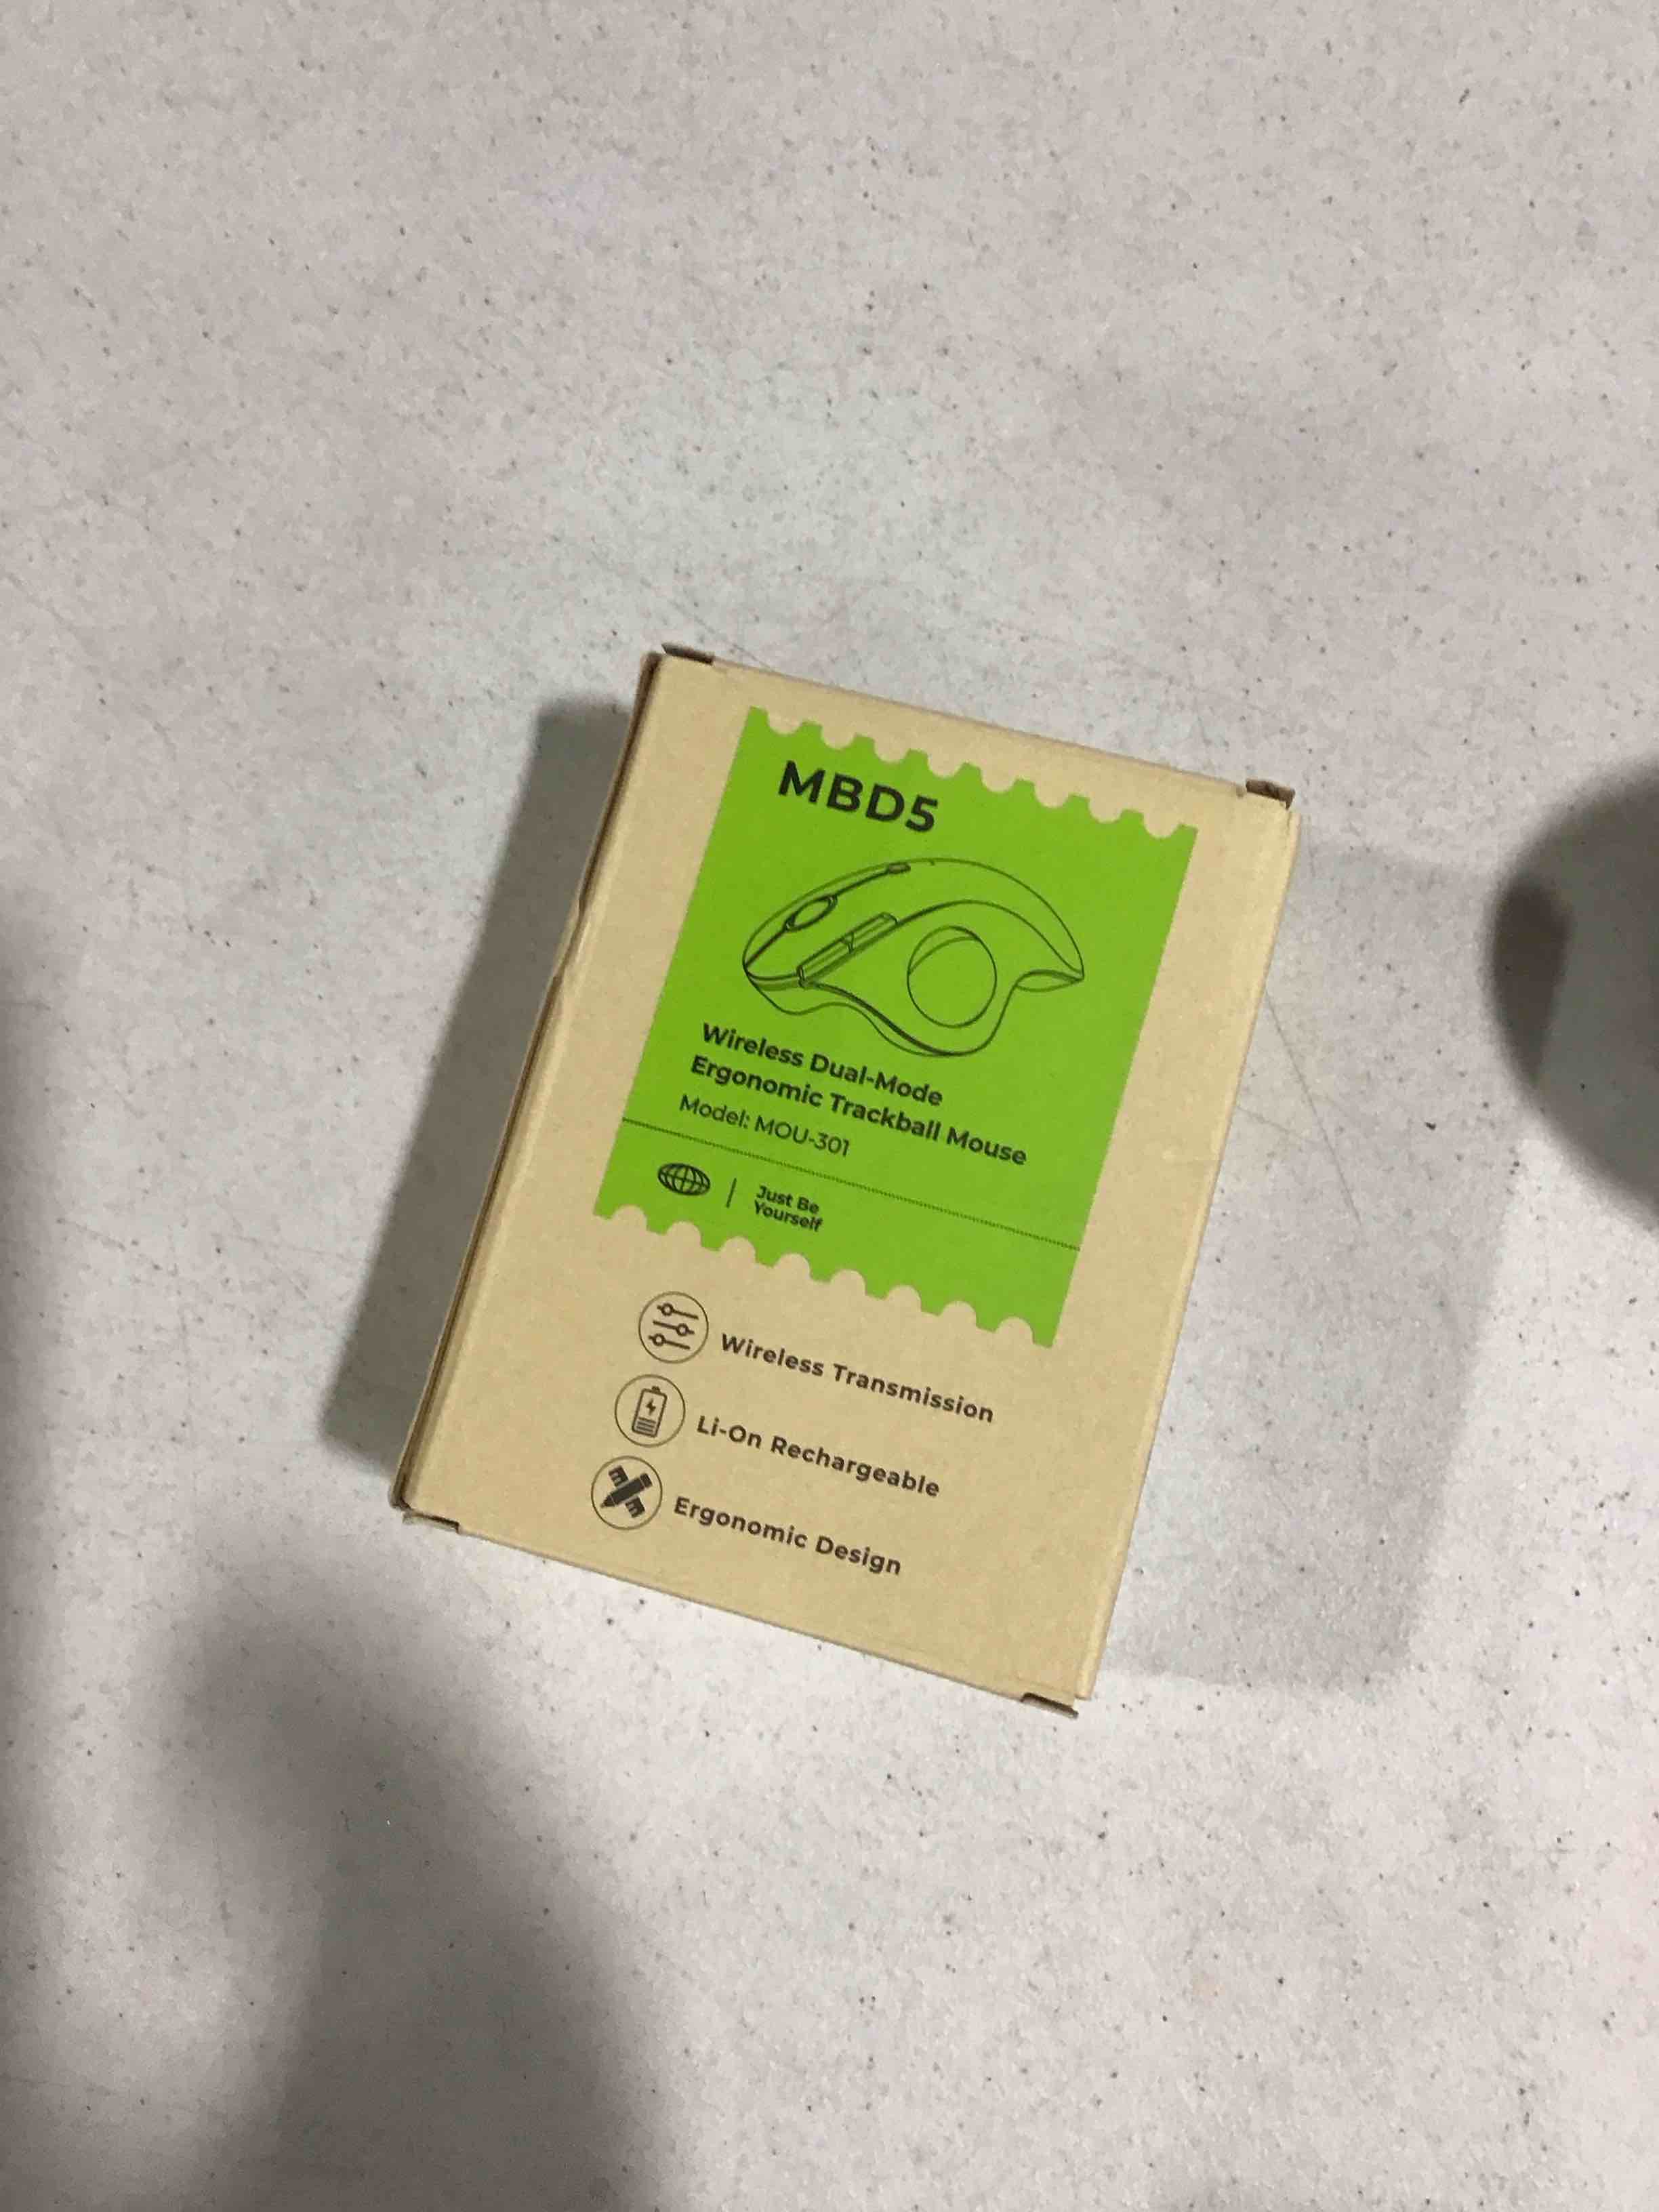 MBD5
Wireless Dual-Mode
Ergonomic Trackball Mouse
Model: MOU-301
Just Be
Yourself
Wireless Transmission
Li-On Rechargeable
Ergonomic Design